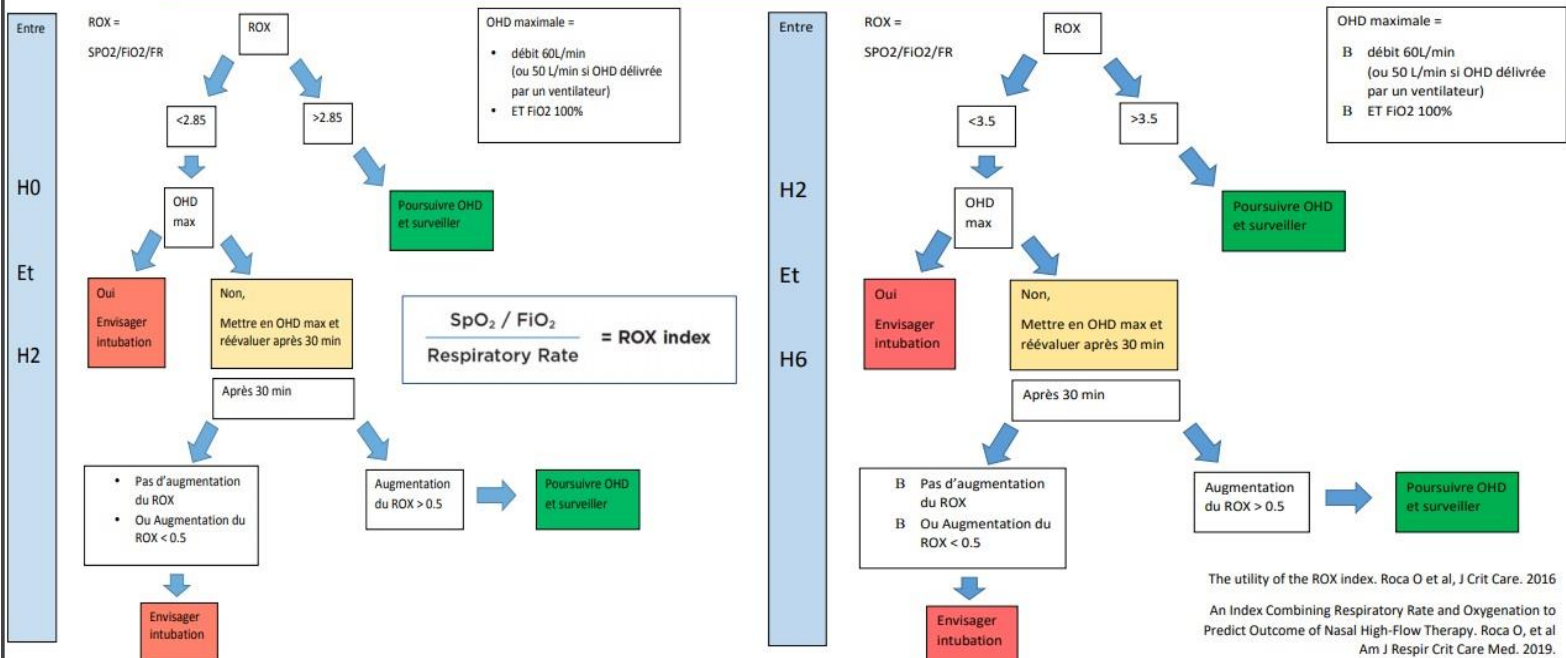 Entre
H0
Et
H2
ROX =
SPO2/FiO2/FR
ROX
OHD maximale =
• débit 60L/min
(ou 50 L/min si OHD délivrée
par un ventilateur)
• ET FiO2 100%
<2.85
>2.85
OHD
max
Poursuivre OHD
et surveiller
Oui
Envisager
intubation
Non,
Mettre en OHD max et
réévaluer après 30 min
SpO₂ / FiO₂
Respiratory Rate
= ROX index
Après 30 min
• Pas d'augmentation
du ROX
• Ou Augmentation du
ROX < 0.5
Augmentation
du ROX > 0.5
Poursuivre OHD
et surveiller
Envisager
intubation
Entre
H2
Et
H6
ROX =
SPO2/FiO2/FR
ROX
OHD maximale =
B débit 60L/min
(ou 50 L/min si OHD délivrée
par un ventilateur)
B ET FiO2 100%
<3.5
>3.5
OHD
max
Poursuivre OHD
et surveiller
Oui
Envisager
intubation
Non,
Mettre en OHD max et
réévaluer après 30 min
Après 30 min
B Pas d'augmentation
du ROX
B Ou Augmentation du
ROX < 0.5
Augmentation
du ROX > 0.5
Poursuivre OHD
et surveiller
Envisager
intubation
The utility of the ROX index. Roca O et al, J Crit Care. 2016
An Index Combining Respiratory Rate and Oxygenation to
Predict Outcome of Nasal High-Flow Therapy. Roca O, et al
Am J Respir Crit Care Med. 2019.